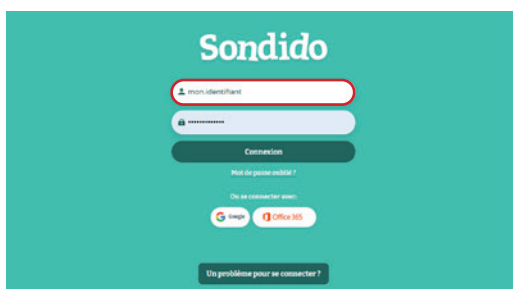 Sondido
mon.identifiant
Connexion
Mot de passe oublié ?
Ou se connecter avec:
Google Office 365
Un problème pour se connecter ?